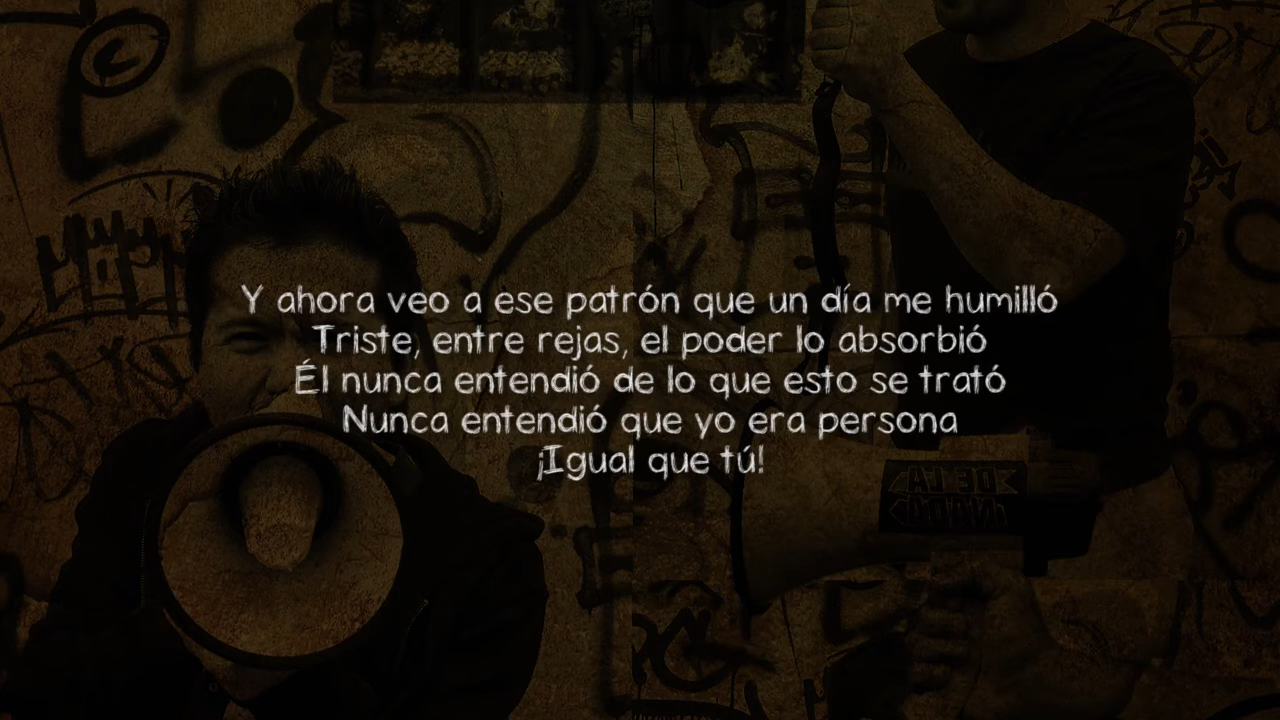 Y ahora veo a ese patrón que un día me humilló
Triste, entre rejas, el poder lo absorbió
Él nunca entendió de lo que esto se trató
Nunca entendió que yo era persona
¡Igual que tú!